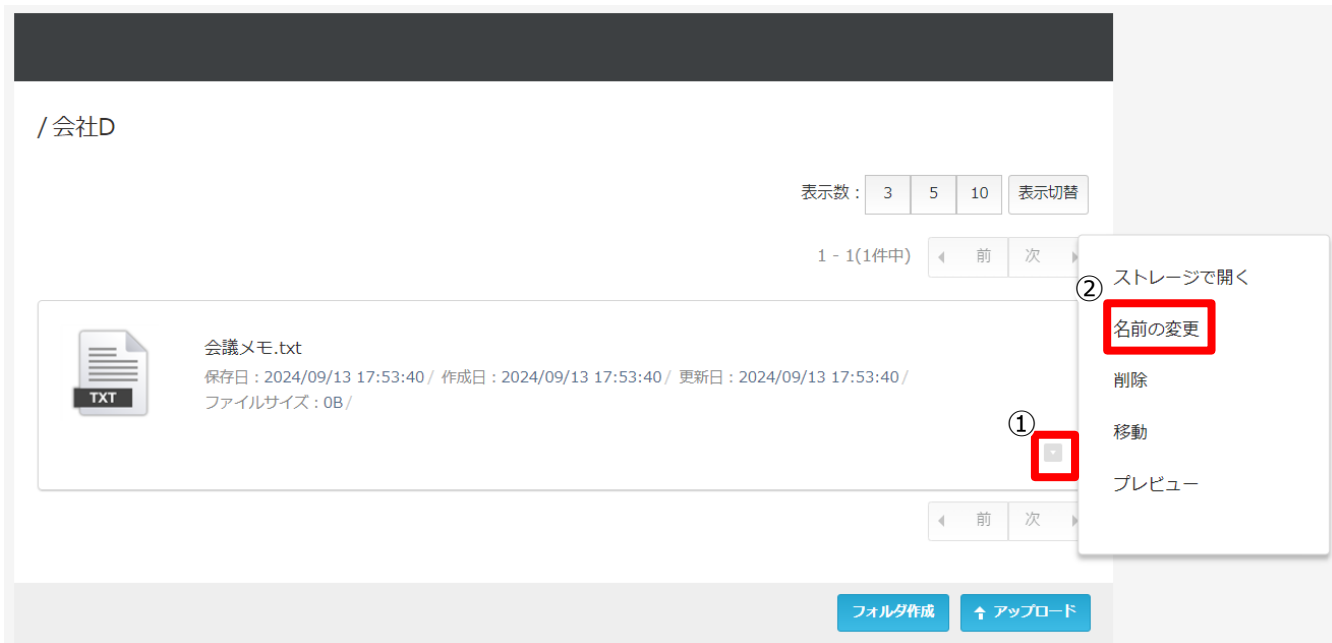 / 会社D
表示数： 3 5 10 表示切替
1 - 1(1件中) 前 次
会議メモ.txt
保存日：2024/09/13 17:53:40 / 作成日：2024/09/13 17:53:40 / 更新日：2024/09/13 17:53:40 /
ファイルサイズ：0B /
TXT
①
②
ストレージで開く
名前の変更
削除
移動
プレビュー
前 次
フォルダ作成 アップロード